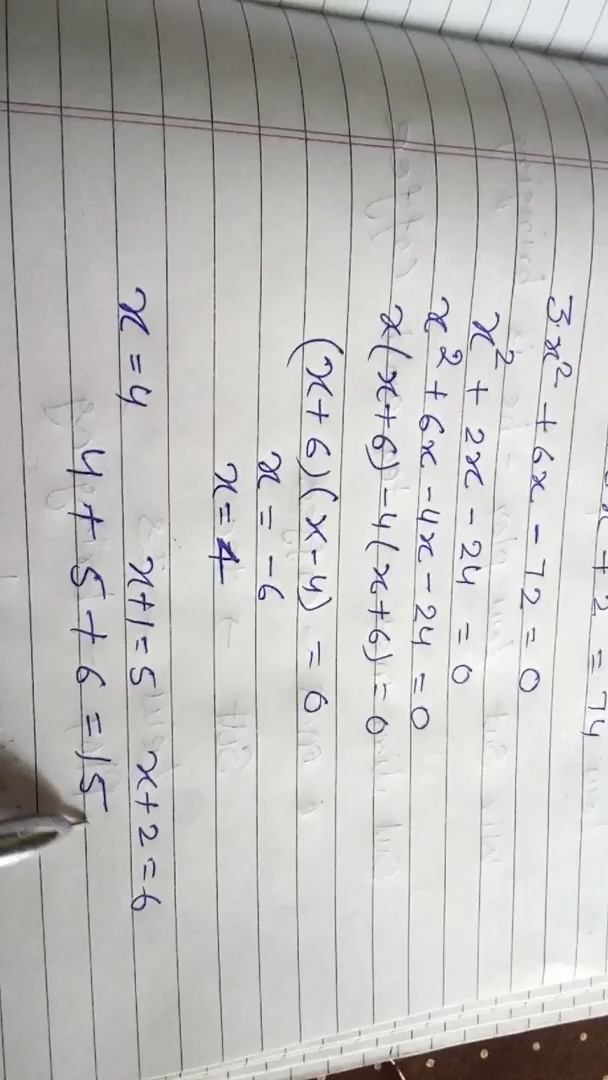 x + 2 = 74
3x² + 6x - 72 = 0
x² + 2x - 24 = 0
x² + 6x - 4x - 24 = 0
x(x+6) - 4(x+6) = 0
(x+6)(x-4) = 0
x = -6
x = 4
x = 4 x+1 = 5 x+2 = 6
4 + 5 + 6 = 15